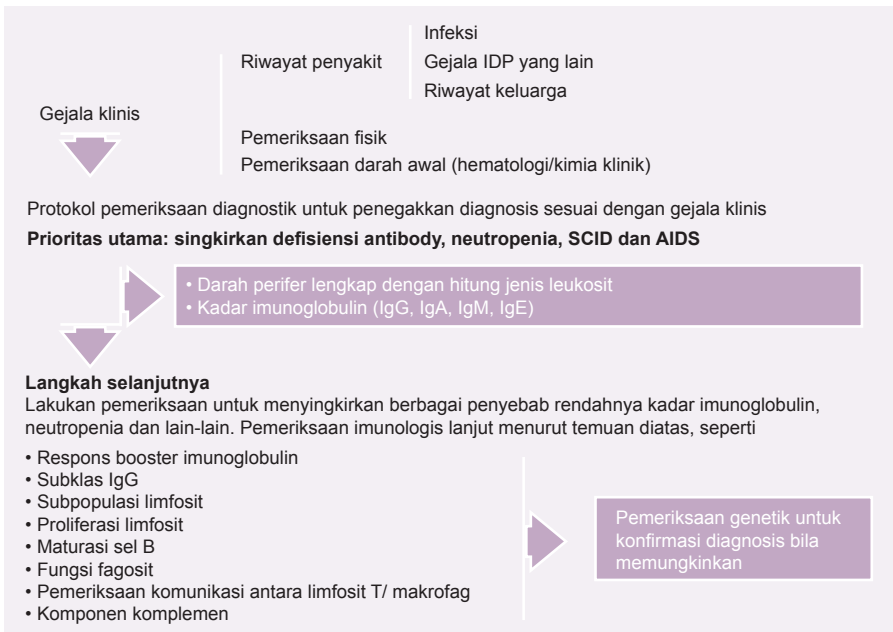 Infeksi
Riwayat penyakit
Gejala IDP yang lain
Riwayat keluarga
Gejala klinis
Pemeriksaan fisik
Pemeriksaan darah awal (hematologi/kimia klinik)
Protokol pemeriksaan diagnostik untuk penegakkan diagnosis sesuai dengan gejala klinis
Prioritas utama: singkirkan defisiensi antibody, neutropenia, SCID dan AIDS
• Darah perifer lengkap dengan hitung jenis leukosit
• Kadar imunoglobulin (IgG, IgA, IgM, IgE)
Langkah selanjutnya
Lakukan pemeriksaan untuk menyingkirkan berbagai penyebab rendahnya kadar imunoglobulin,
neutropenia dan lain-lain. Pemeriksaan imunologis lanjut menurut temuan diatas, seperti
• Respons booster imunoglobulin
• Subklas IgG
• Subpopulasi limfosit
• Proliferasi limfosit
• Maturasi sel B
• Fungsi fagosit
• Pemeriksaan komunikasi antara limfosit T/ makrofag
• Komponen komplemen
Pemeriksaan genetik untuk
konfirmasi diagnosis bila
memungkinkan